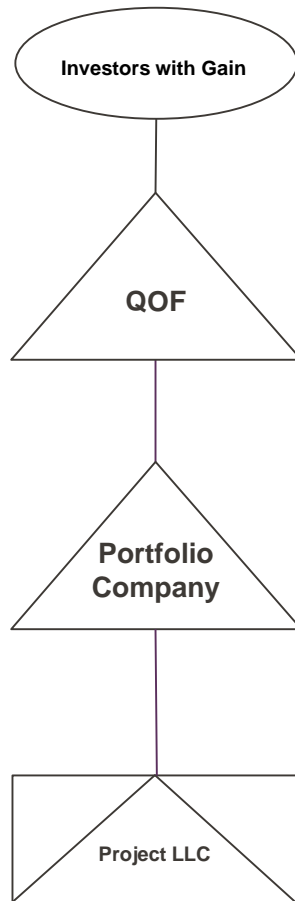 Investors with Gain
QOF
Portfolio
Company
Project LLC